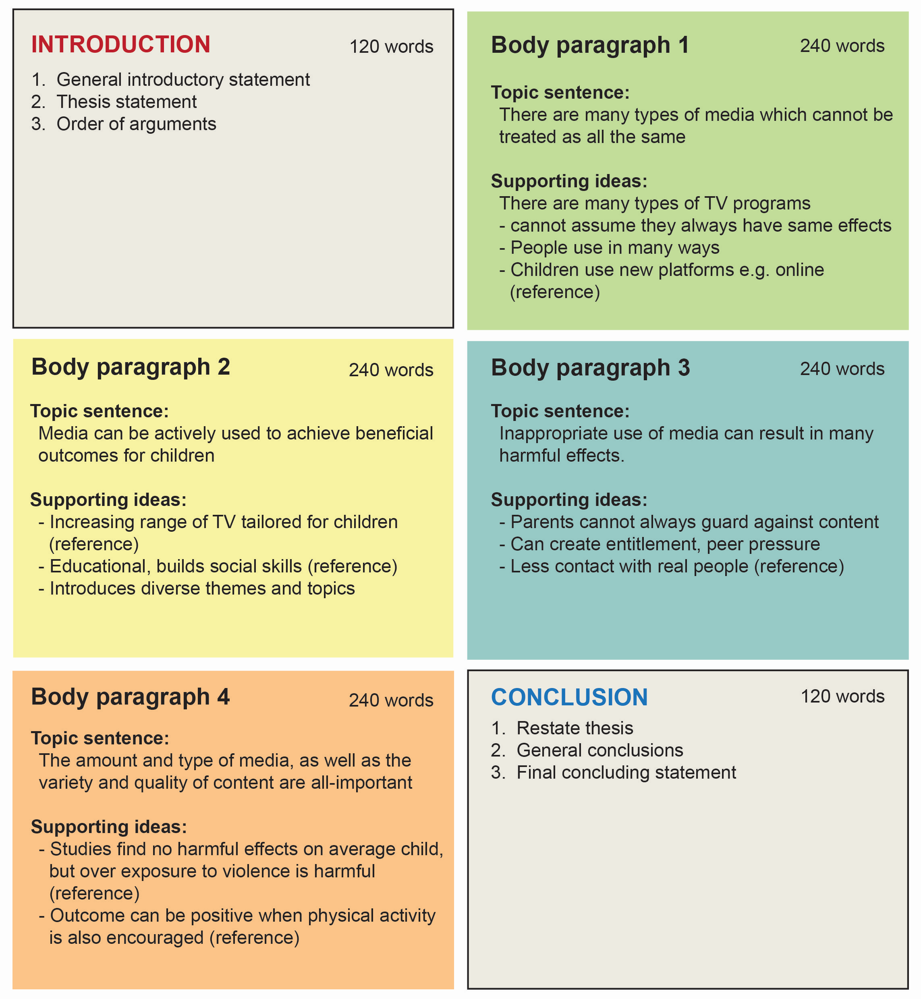 INTRODUCTION 120 words
1. General introductory statement
2. Thesis statement
3. Order of arguments
Body paragraph 1 240 words
Topic sentence:
There are many types of media which cannot be
treated as all the same
Supporting ideas:
There are many types of TV programs
- cannot assume they always have same effects
- People use in many ways
- Children use new platforms e.g. online
(reference)
Body paragraph 2 240 words
Topic sentence:
Media can be actively used to achieve beneficial
outcomes for children
Supporting ideas:
- Increasing range of TV tailored for children
(reference)
- Educational, builds social skills (reference)
- Introduces diverse themes and topics
Body paragraph 3 240 words
Topic sentence:
Inappropriate use of media can result in many
harmful effects.
Supporting ideas:
- Parents cannot always guard against content
- Can create entitlement, peer pressure
- Less contact with real people (reference)
Body paragraph 4 240 words
Topic sentence:
The amount and type of media, as well as the
variety and quality of content are all-important
Supporting ideas:
- Studies find no harmful effects on average child,
but over exposure to violence is harmful
(reference)
- Outcome can be positive when physical activity
is also encouraged (reference)
CONCLUSION 120 words
1. Restate thesis
2. General conclusions
3. Final concluding statement